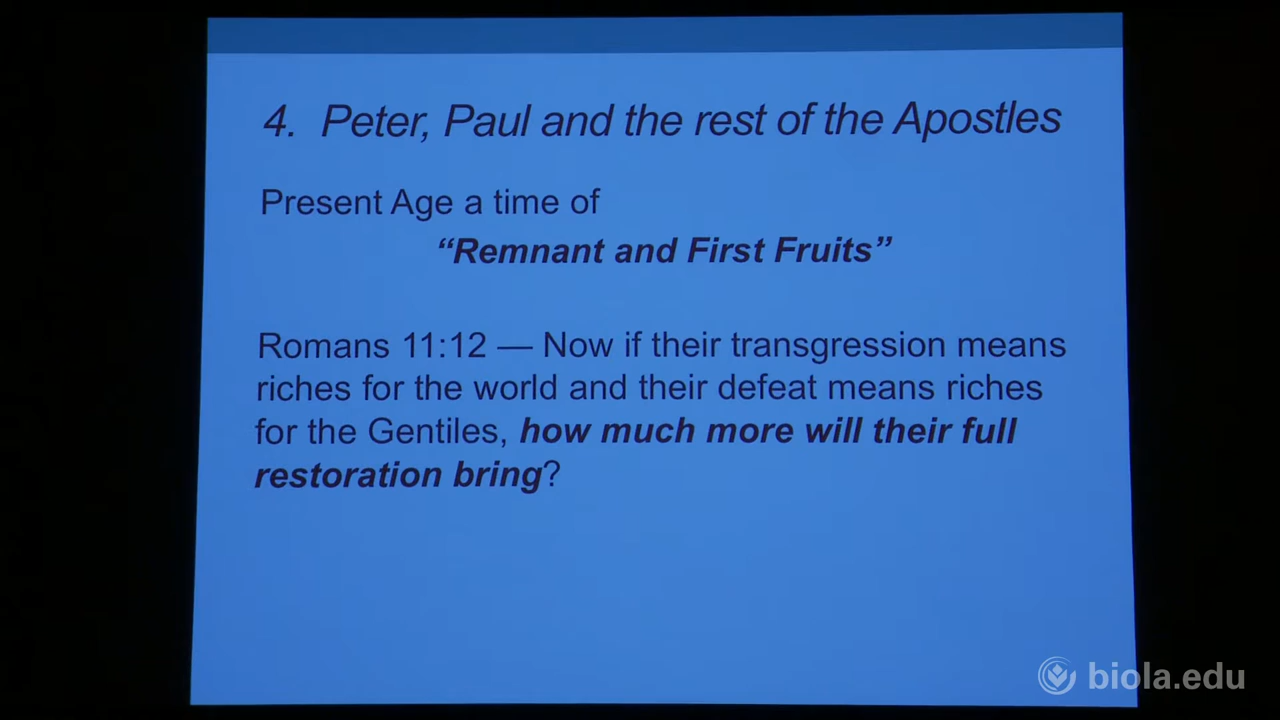 4. Peter, Paul and the rest of the Apostles
Present Age a time of
“Remnant and First Fruits”
Romans 11:12 — Now if their transgression means
riches for the world and their defeat means riches
for the Gentiles, how much more will their full
restoration bring?
biola.edu